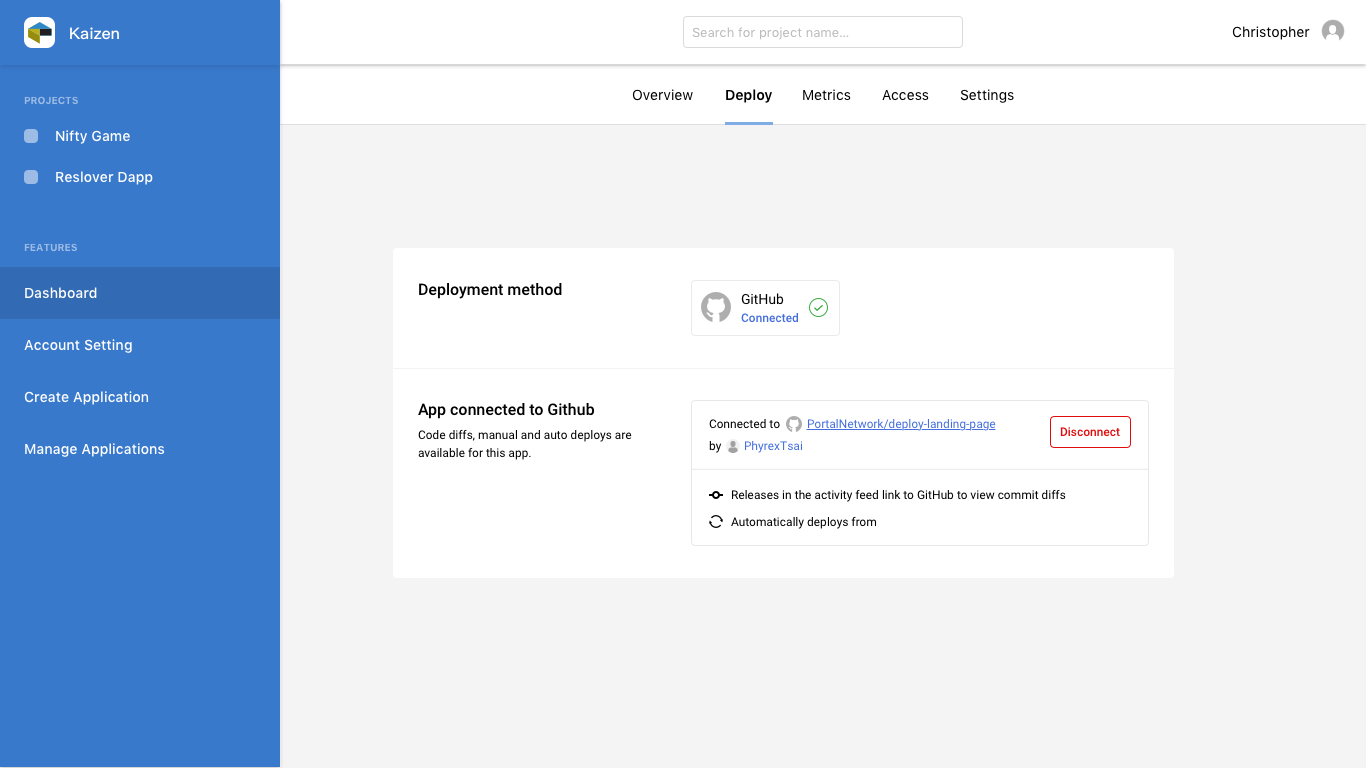 Kaizen
Search for project name...
Christopher
PROJECTS
Nifty Game
Reslover Dapp
FEATURES
Dashboard
Account Setting
Create Application
Manage Applications
Overview Deploy Metrics Access Settings
Deployment method
GitHub
Connected
App connected to Github
Code diffs, manual and auto deploys are
available for this app.
Connected to PortalNetwork/deploy-landing-page
by PhyrexTsai
Disconnect
Releases in the activity feed link to GitHub to view commit diffs
Automatically deploys from